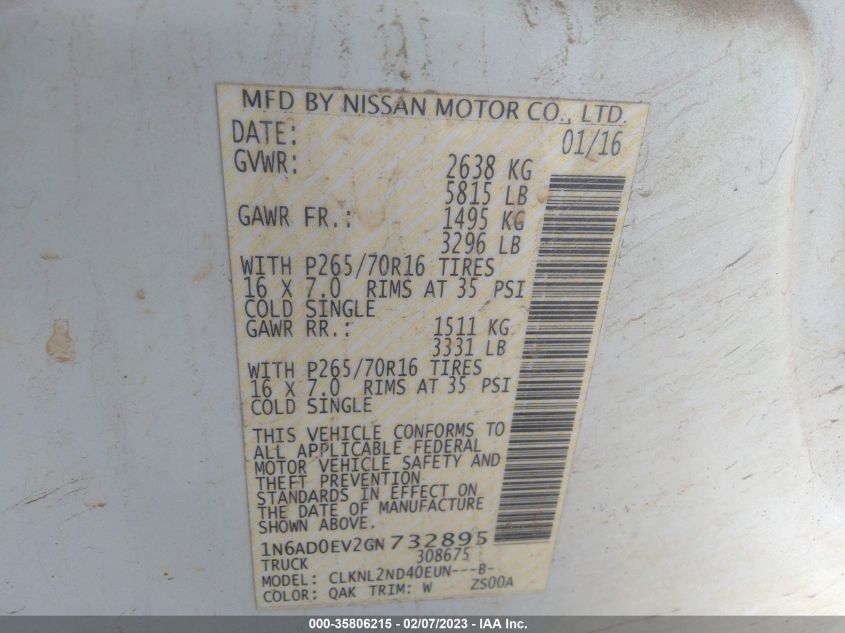 MFD BY NISSAN MOTOR CO., LTD.
DATE: 01/16
GVWR: 2638 KG
5815 LB
GAWR FR.: 1495 KG
3296 LB
WITH P265/70R16 TIRES
16 X 7.0 RIMS AT 35 PSI
COLD SINGLE
GAWR RR.: 1511 KG
3331 LB
WITH P265/70R16 TIRES
16 X 7.0 RIMS AT 35 PSI
COLD SINGLE
THIS VEHICLE CONFORMS TO
ALL APPLICABLE FEDERAL
MOTOR VEHICLE SAFETY AND
THEFT PREVENTION
STANDARDS IN EFFECT ON
THE DATE OF MANUFACTURE
SHOWN ABOVE.
1N6AD0EV2GN732895
TRUCK 308675
MODEL: CLKNL2ND40EUN---B-
COLOR: QAK TRIM: W ZS00A
000-35806215 - 02/07/2023 - IAA Inc.